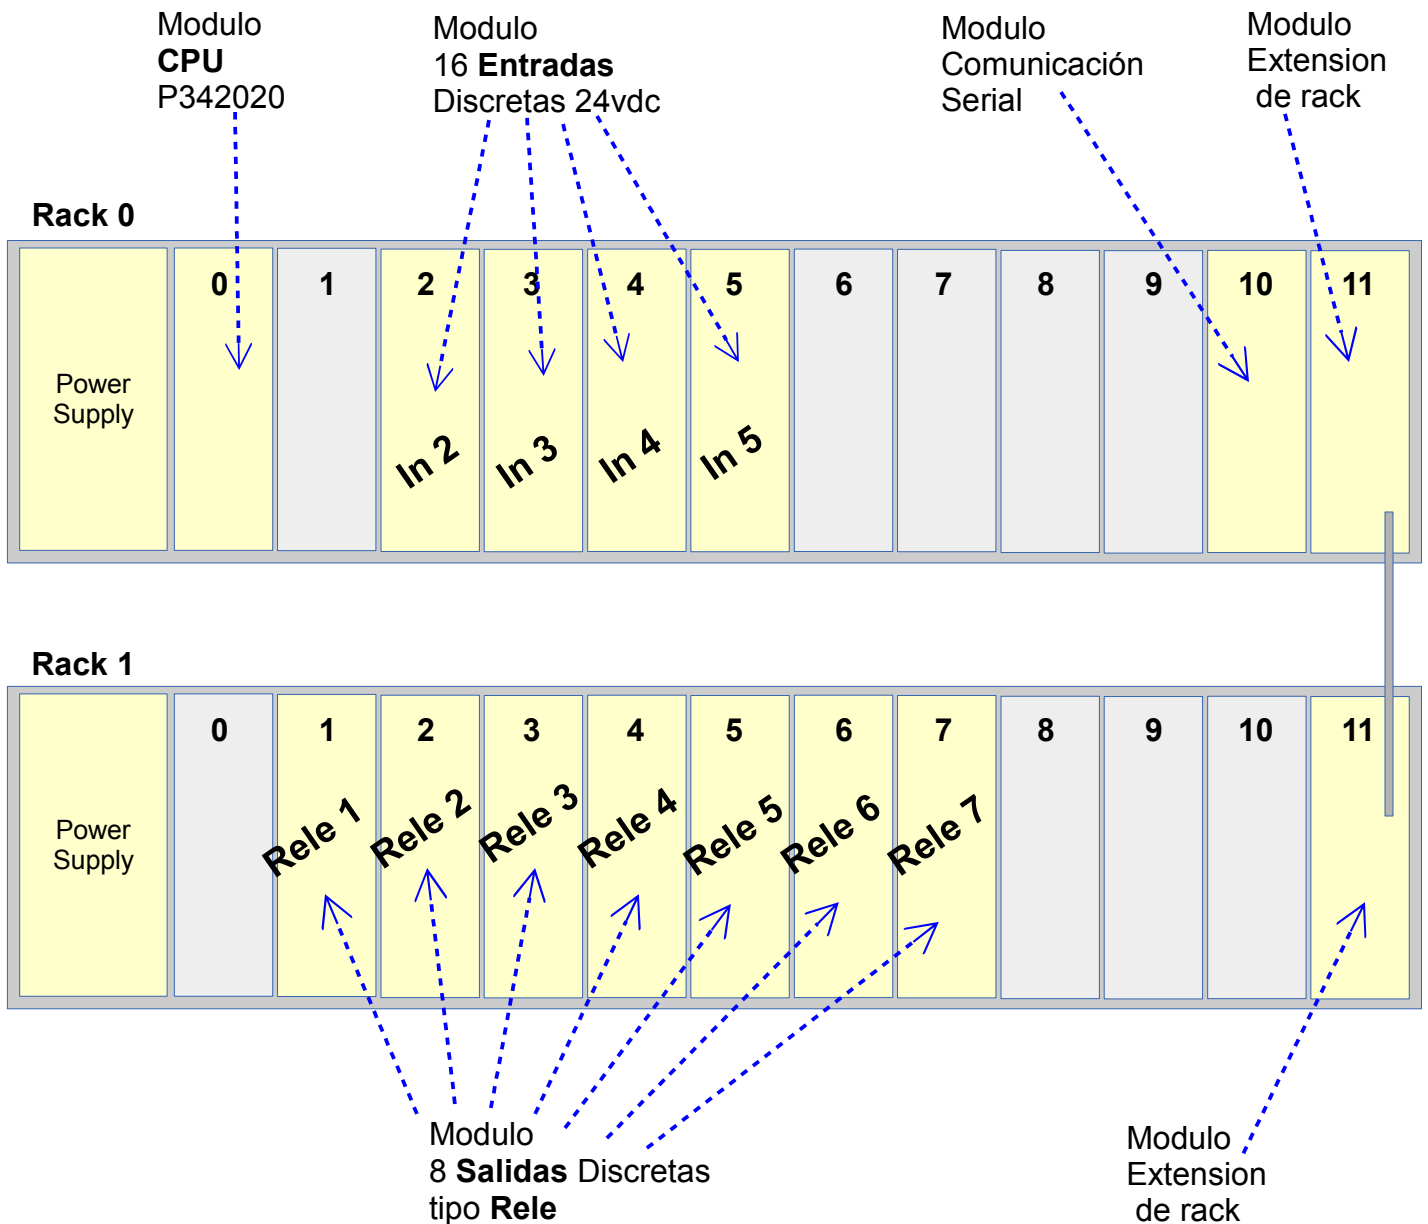 Modulo
CPU
P342020
Modulo
16 Entradas
Discretas 24vdc
Modulo
Comunicación
Serial
Modulo
Extension
de rack
Rack 0
Power
Supply
0 1 2 3 4 5 6 7 8 9 10 11
In 2
In 3
In 4
In 5
Rack 1
Power
Supply
0 1 2 3 4 5 6 7 8 9 10 11
Rele 1
Rele 2
Rele 3
Rele 4
Rele 5
Rele 6
Rele 7
Modulo
8 Salidas Discretas
tipo Rele
Modulo
Extension
de rack